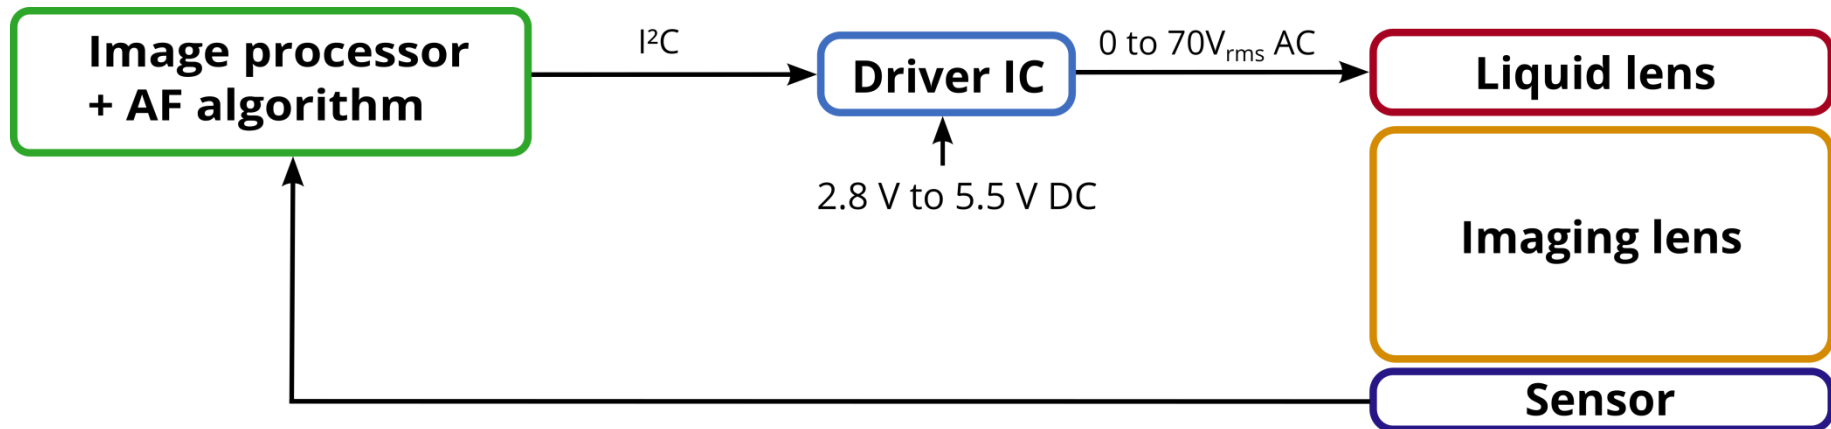 Image processor
+ AF algorithm
I²C
Driver IC
2.8 V to 5.5 V DC
0 to 70Vrms AC
Liquid lens
Imaging lens
Sensor